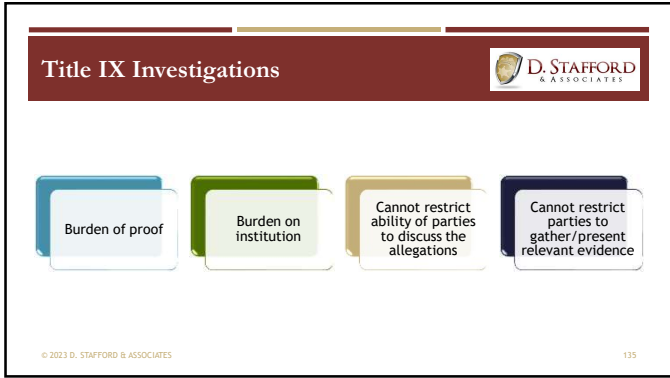 Title IX Investigations
D. STAFFORD
& ASSOCIATES
Burden of proof
Burden on
institution
Cannot restrict
ability of parties
to discuss the
allegations
Cannot restrict
parties to
gather/present
relevant evidence
© 2023 D. STAFFORD & ASSOCIATES
135